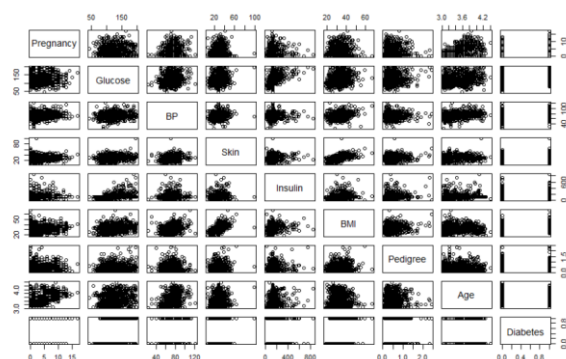 50 150 20 60 100 20 40 60 3.0 3.6 4.2
Pregnancy 0 10
50 150 Glucose
BP 40 100
20 80 Skin
Insulin 0 600
20 50 BMI
Pedigree 0.0 1.5
3.0 4.0 Age
Diabetes 0.0 0.8
0 5 10 15 40 80 120 0 400 800 0.0 1.0 2.0 0.0 0.4 0.8